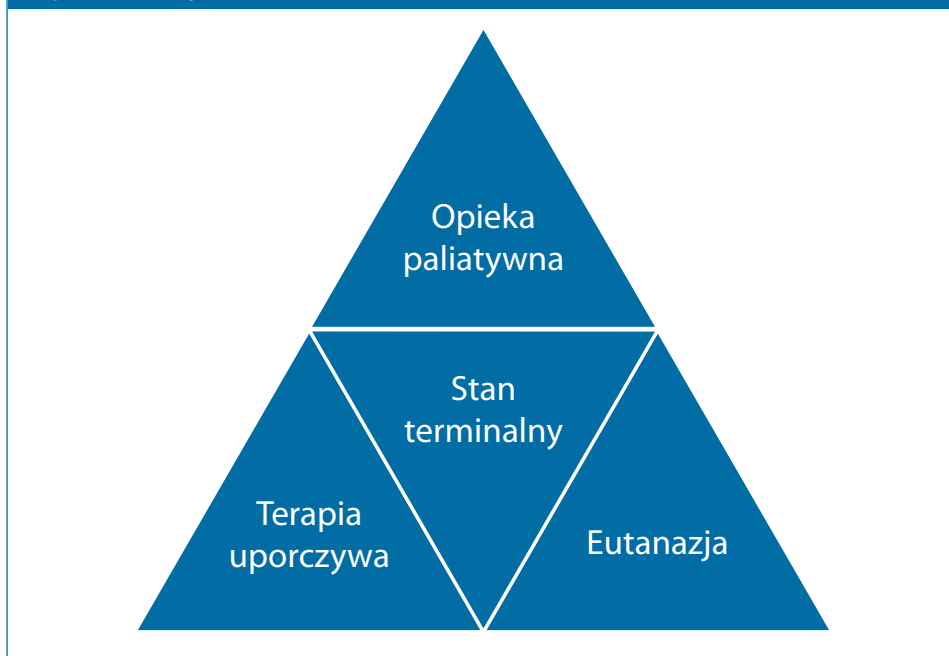 Opieka
paliatywna
Stan
terminalny
Terapia
uporczywa
Eutanazja